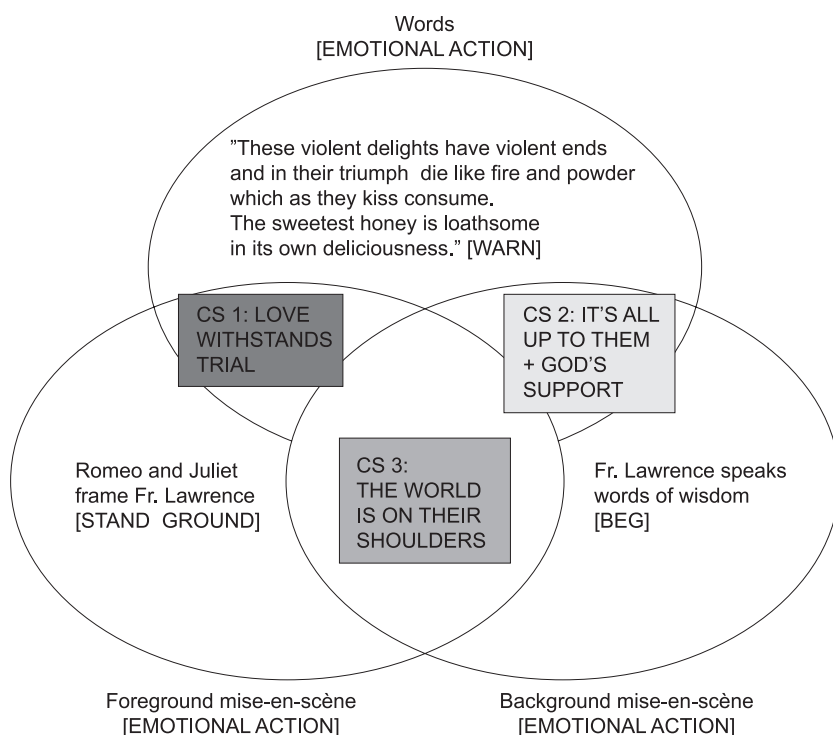 Words
[EMOTIONAL ACTION]
”These violent delights have violent ends
and in their triumph die like fire and powder
which as they kiss consume.
The sweetest honey is loathsome
in its own deliciousness.” [WARN]
CS 1: LOVE
WITHSTANDS
TRIAL
CS 2: IT’S ALL
UP TO THEM
+ GOD’S
SUPPORT
Romeo and Juliet
frame Fr. Lawrence
[STAND GROUND]
CS 3:
THE WORLD
IS ON THEIR
SHOULDERS
Fr. Lawrence speaks
words of wisdom
[BEG]
Foreground mise-en-scène
[EMOTIONAL ACTION]
Background mise-en-scène
[EMOTIONAL ACTION]